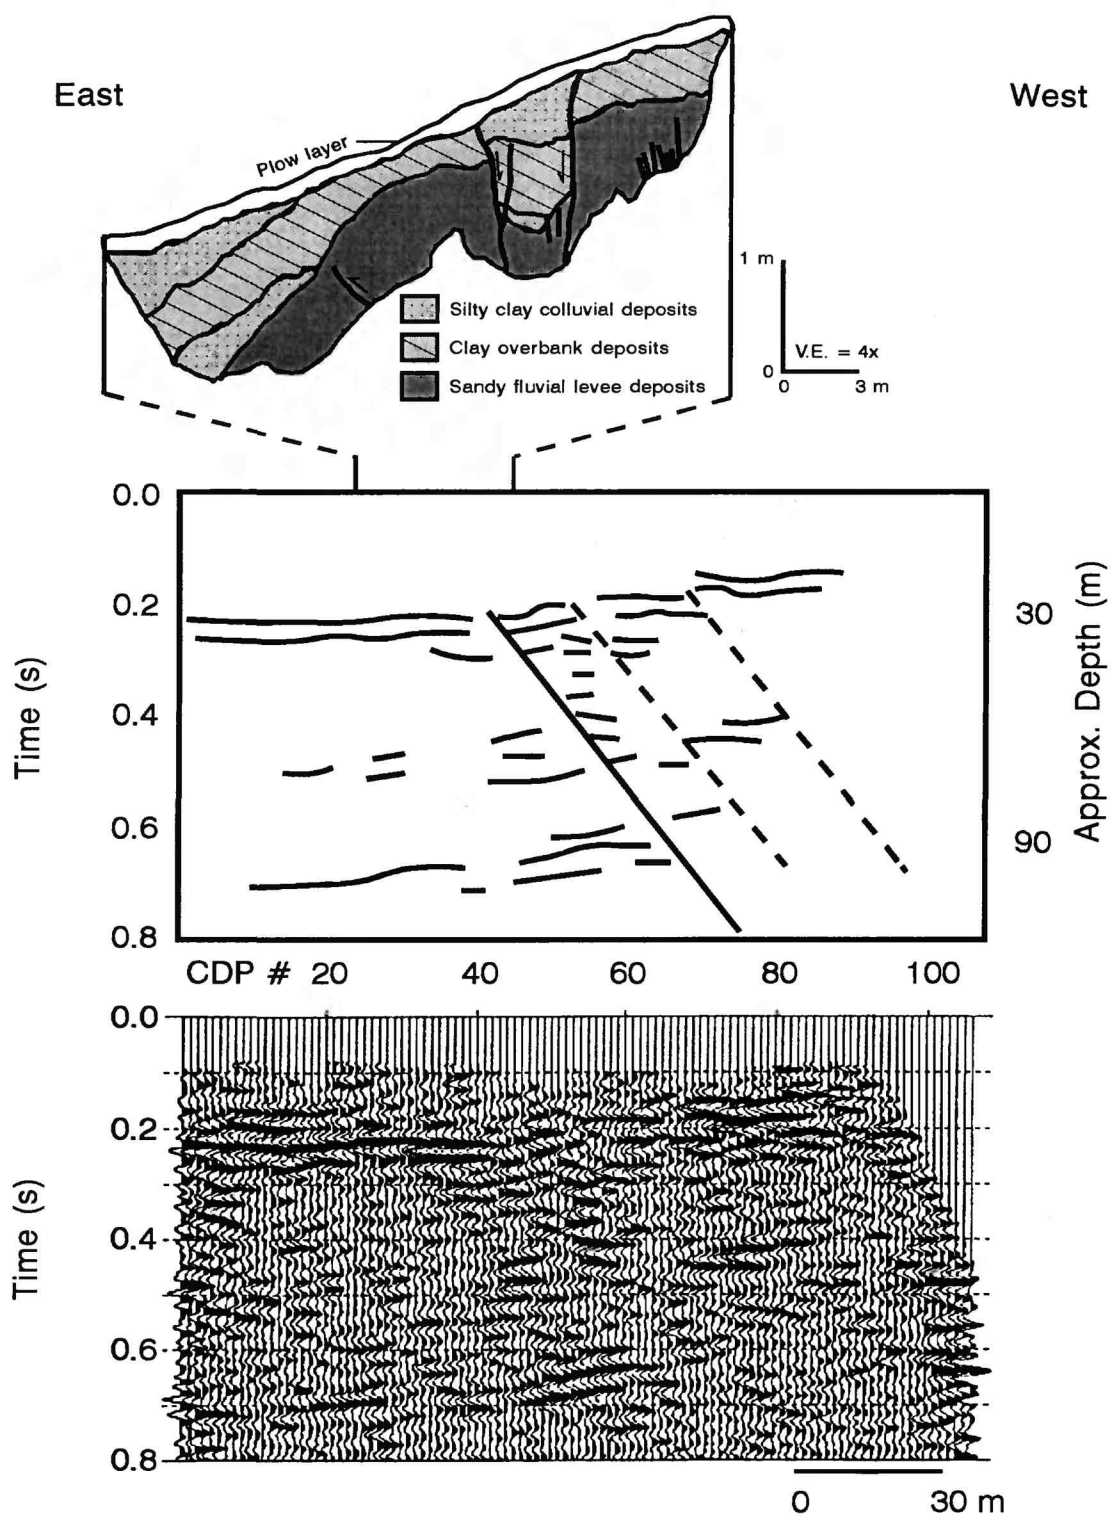 East
West
Plow layer
1 m
V.E. = 4x
0
0
3 m
Silty clay colluvial deposits
Clay overbank deposits
Sandy fluvial levee deposits
0.0
0.2
0.4
0.6
0.8
Time (s)
30
90
Approx. Depth (m)
CDP # 20 40 60 80 100
0.0
0.2
0.4
0.6
0.8
Time (s)
0 30 m